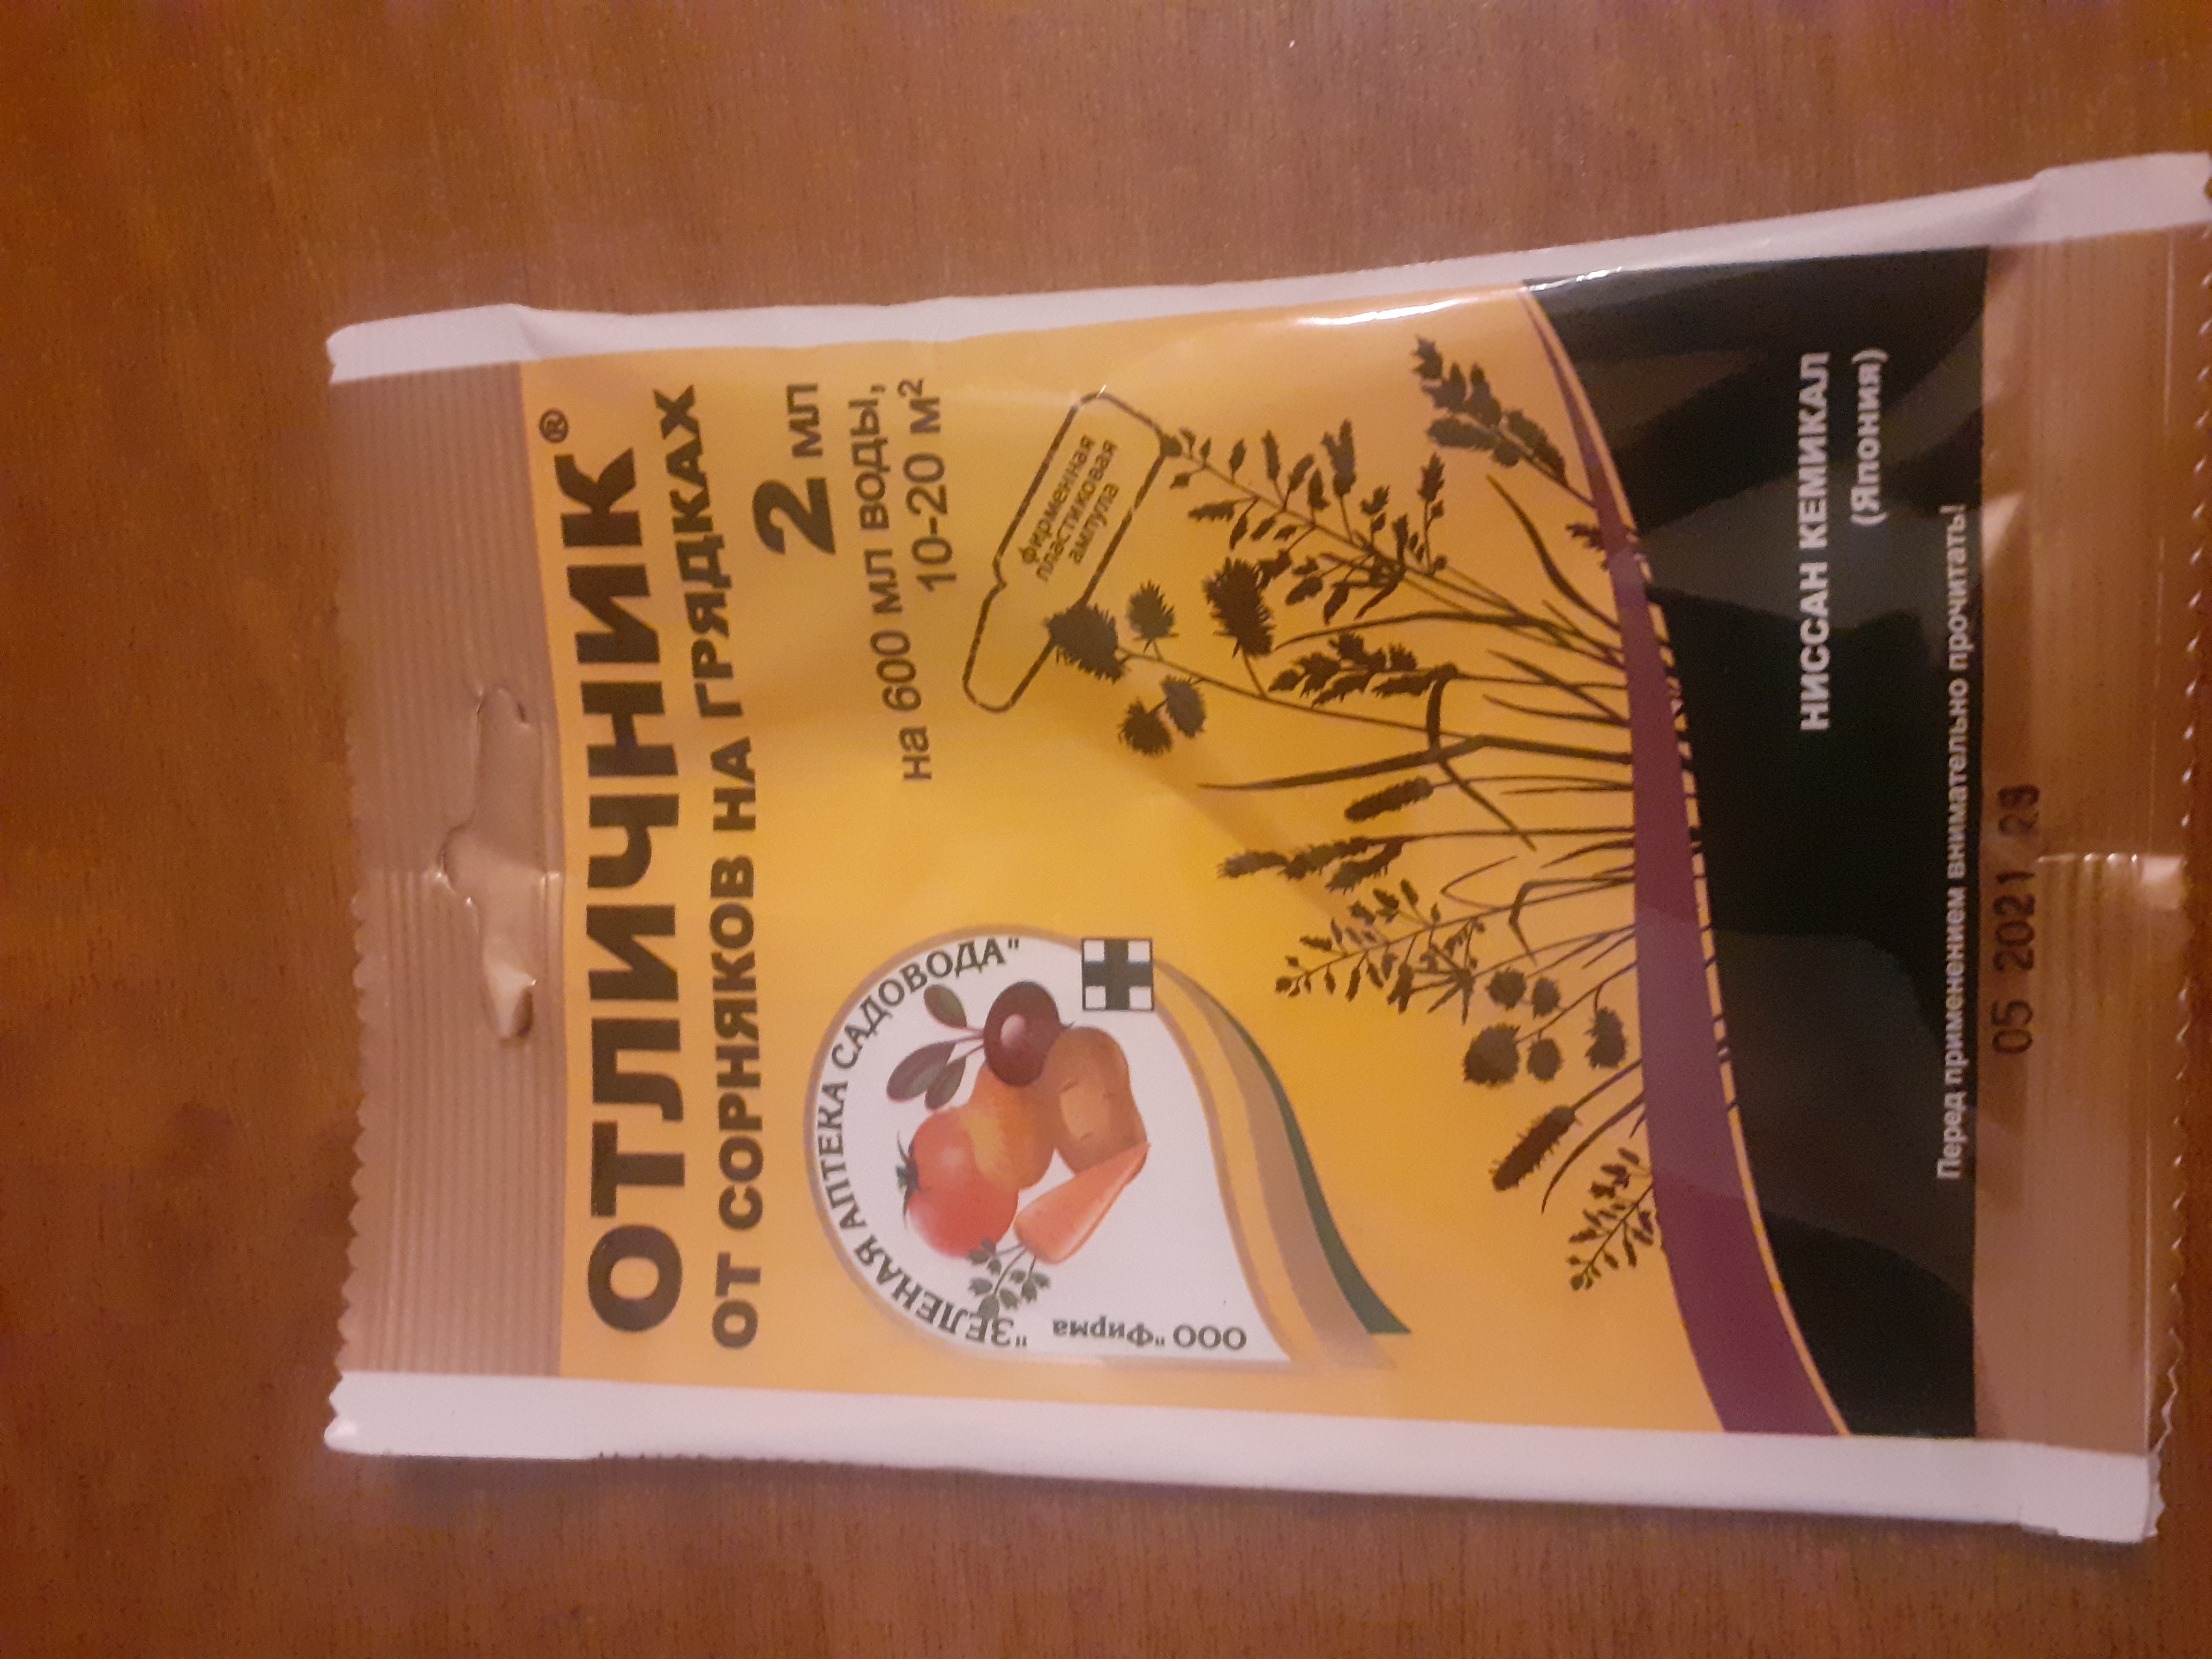 ОТЛИЧНИК®
ОТ СОРНЯКОВ НА ГРЯДКАХ
2 мл
на 600 мл воды,
10-20 м²
"ЗЕЛЕНАЯ АПТЕКА САДОВОДА"
ООО "Фирма
фирменная
пластиковая
ампула
НИССАН КЕМИКАЛ
(Япония)
Перед применением внимательно прочитать!
05 2021